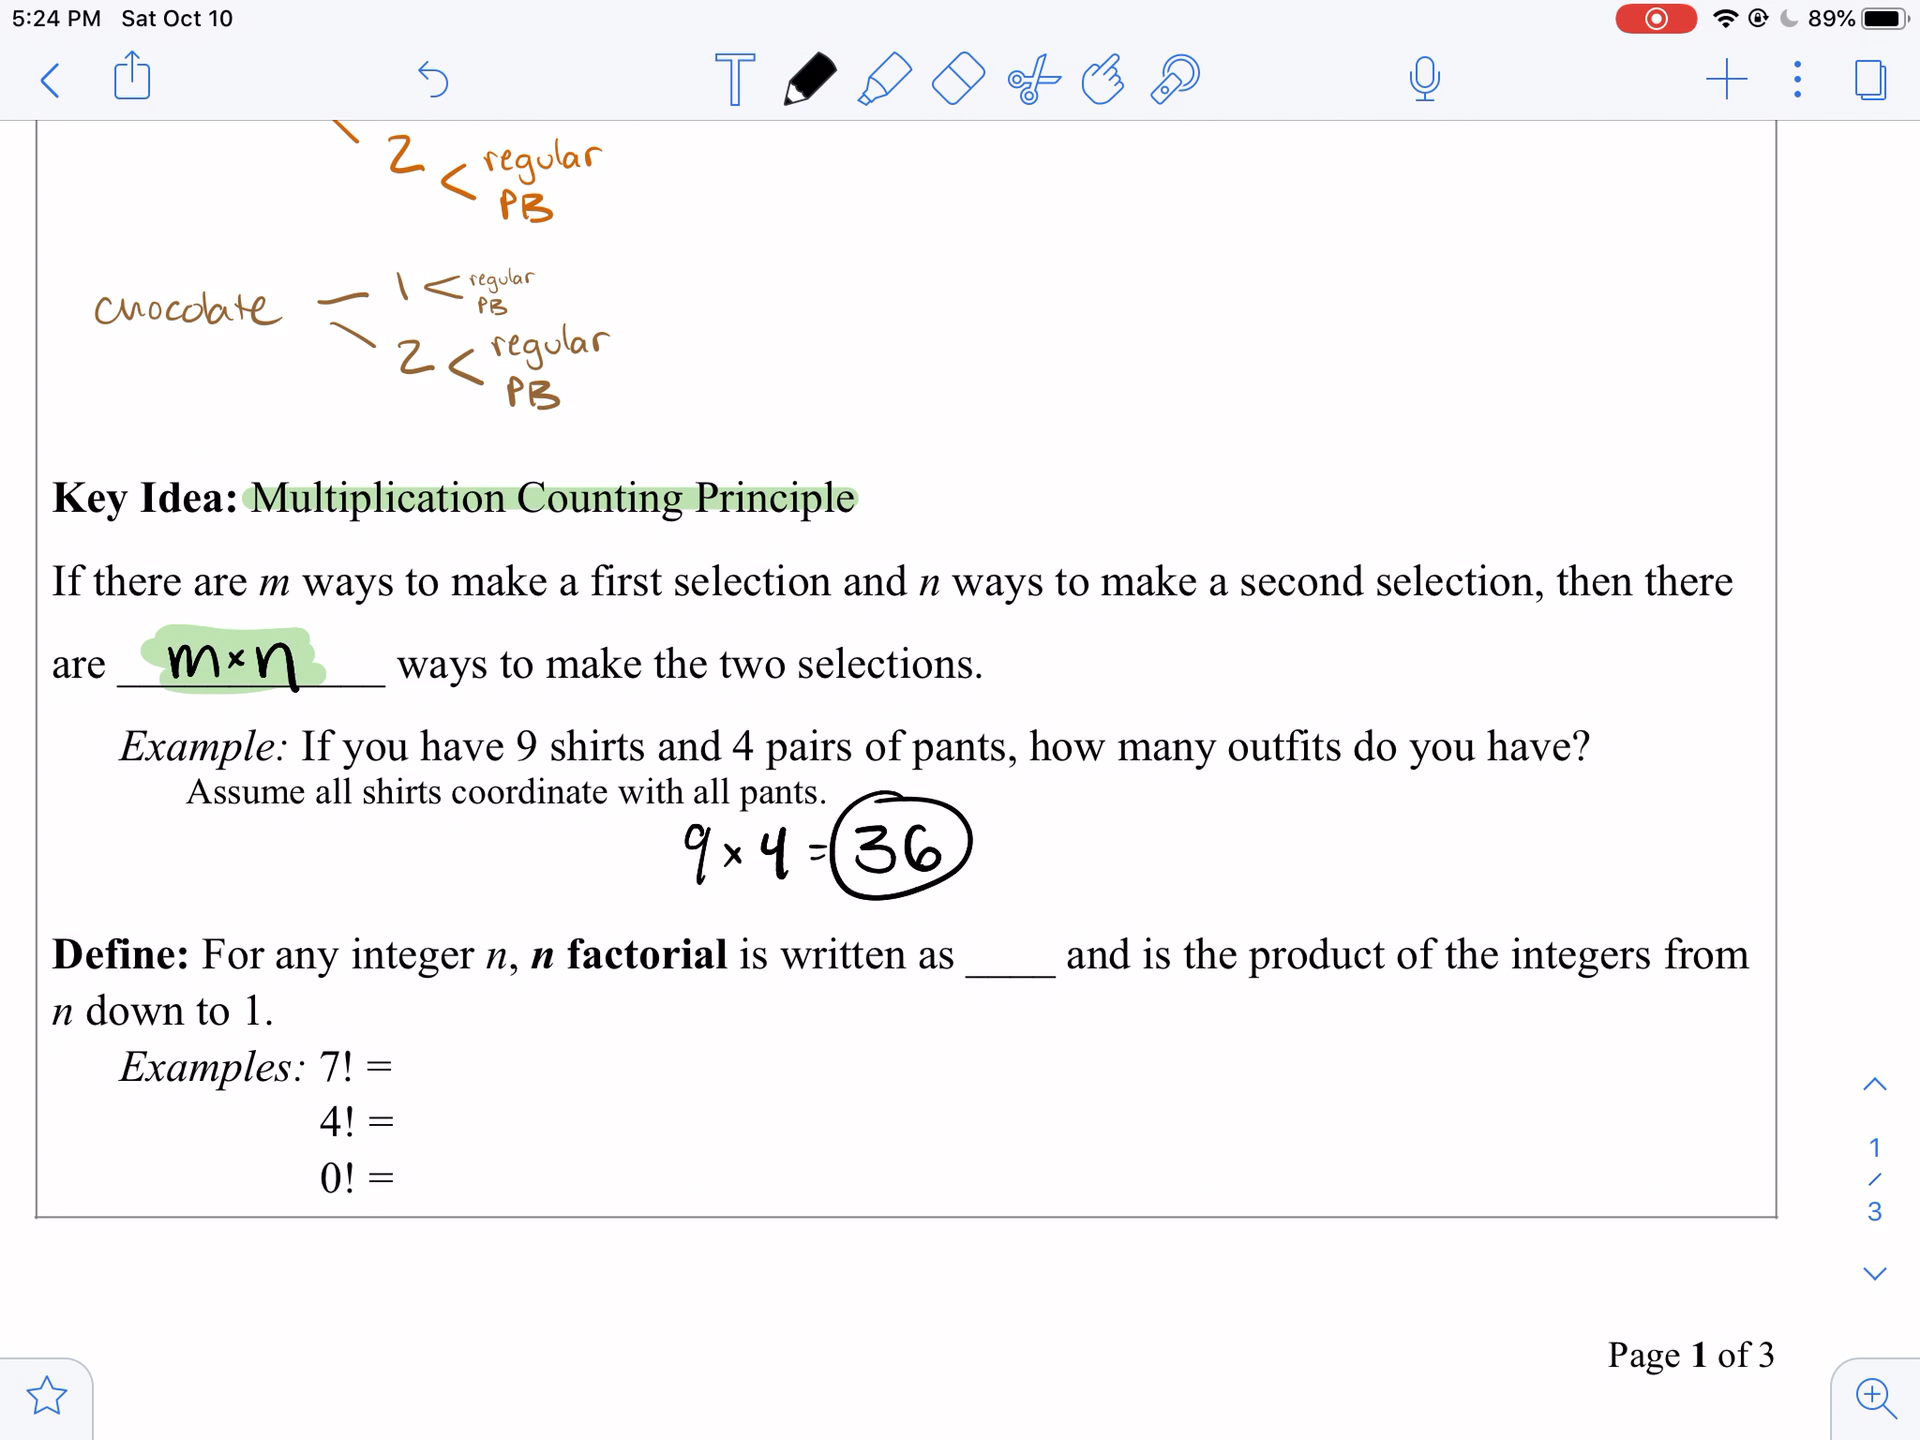 5:24 PM Sat Oct 10 89%
2 < regular
PB
chocolate — 1 < regular
PB
2 < regular
PB
Key Idea: Multiplication Counting Principle
If there are m ways to make a first selection and n ways to make a second selection, then there
are m×n ways to make the two selections.
Example: If you have 9 shirts and 4 pairs of pants, how many outfits do you have?
Assume all shirts coordinate with all pants.
9 × 4 = 36
Define: For any integer n, n factorial is written as ____ and is the product of the integers from
n down to 1.
Examples: 7! =
4! =
0! =
1
/
3
Page 1 of 3